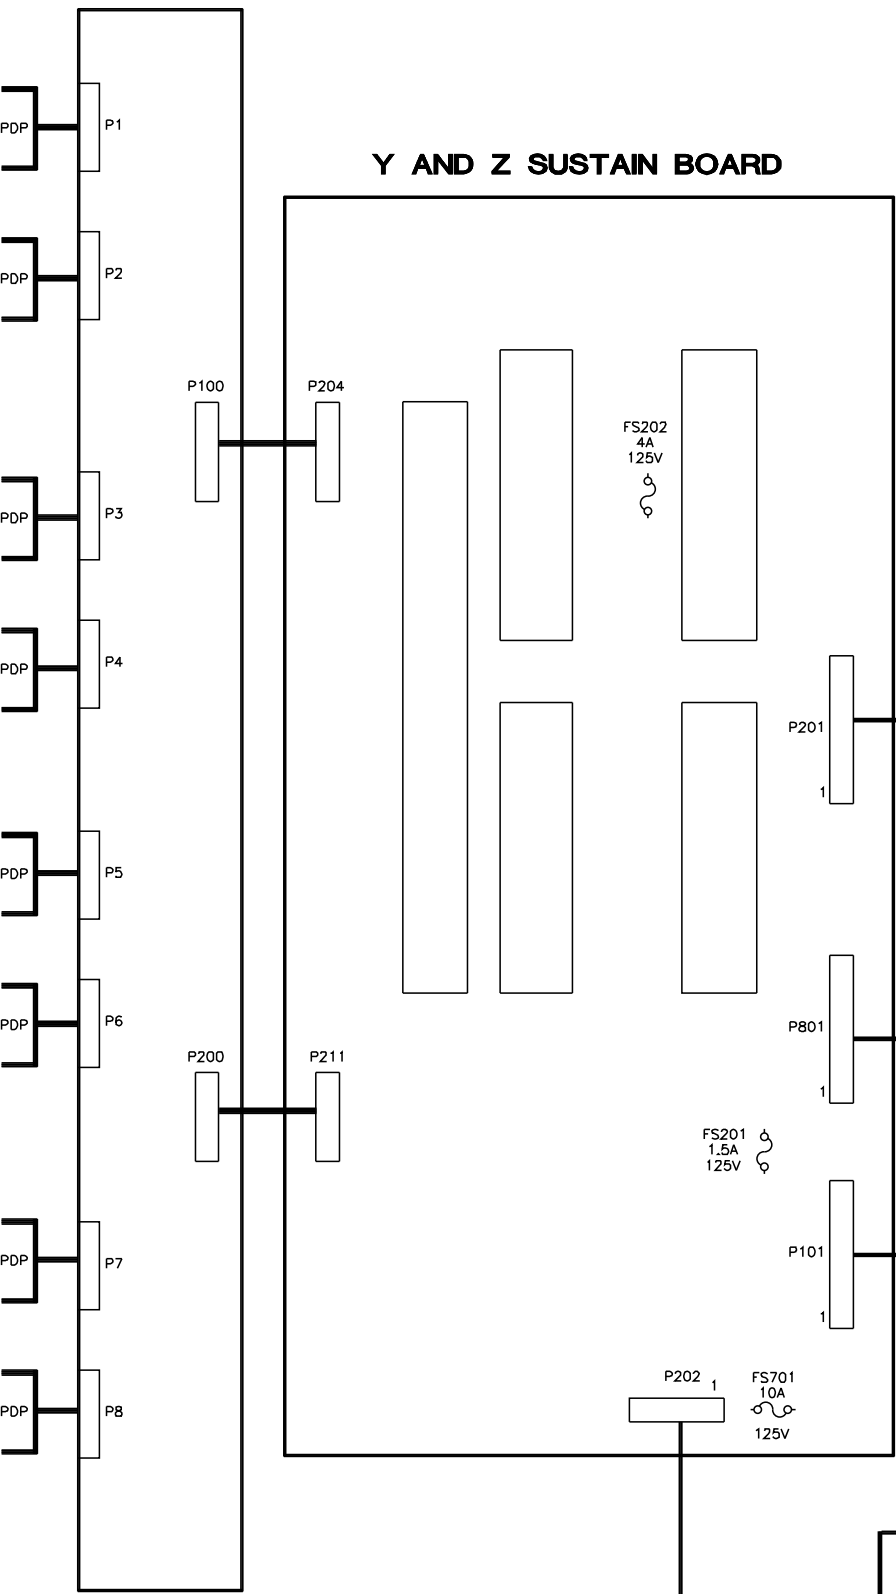 Y AND Z SUSTAIN BOARD
PDP
P1
PDP
P2
P100
P204
FS202
4A
125V
PDP
P3
PDP
P4
P201
1
PDP
P5
PDP
P6
P801
1
P200
P211
FS201
1.5A
125V
PDP
P7
P101
1
P202
1
FS701
10A
125V
PDP
P8